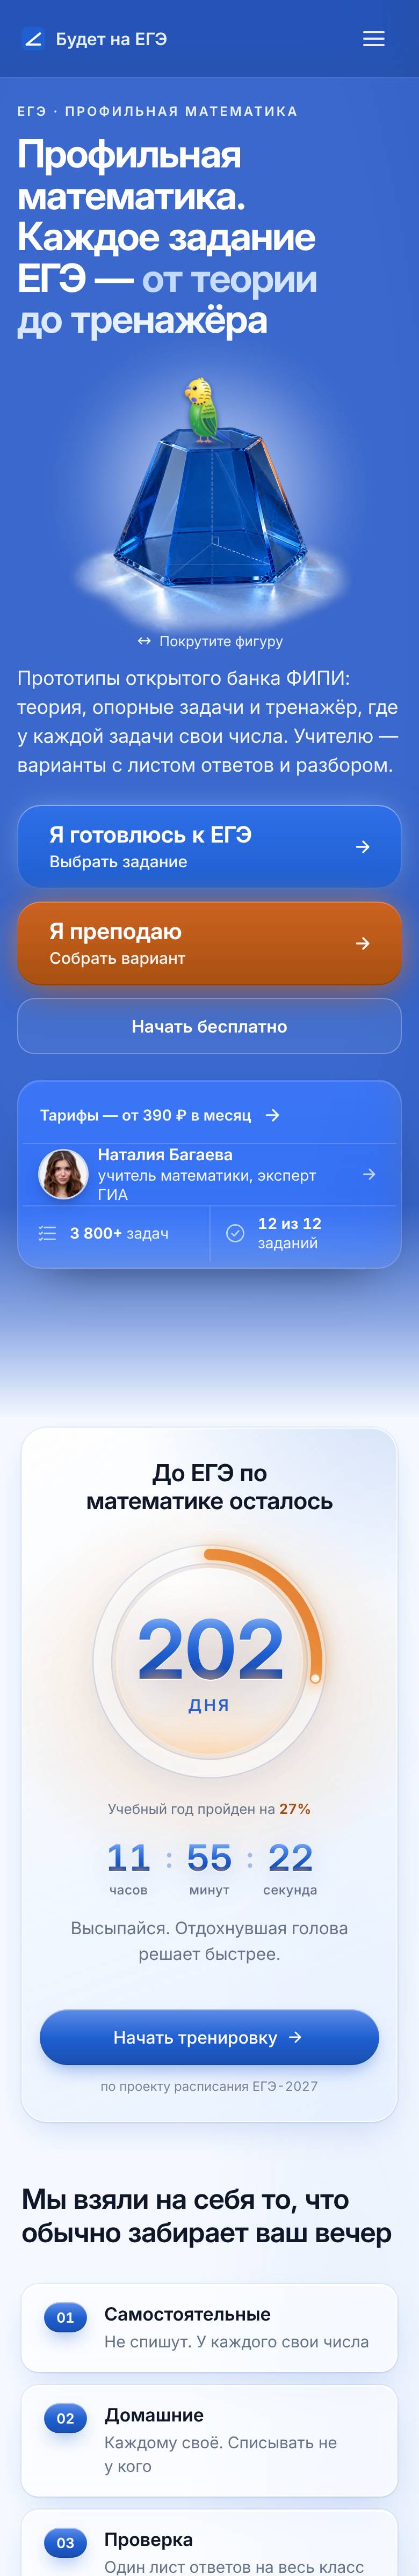 Будет на ЕГЭ
ЕГЭ · ПРОФИЛЬНАЯ МАТЕМАТИКА
Профильная
математика.
Каждое задание
ЕГЭ — от теории
до тренажёра
↔ Покрутите фигуру
Прототипы открытого банка ФИПИ:
теория, опорные задачи и тренажёр, где
у каждой задачи свои числа. Учителю —
варианты с листом ответов и разбором.
Я готовлюсь к ЕГЭ
Выбрать задание
→
Я преподаю
Собрать вариант
→
Начать бесплатно
Тарифы — от 390 ₽ в месяц →
Наталия Багаева
учитель математики, эксперт
ГИА
→
3 800+ задач
12 из 12
заданий
До ЕГЭ по
математике осталось
202
ДНЯ
Учебный год пройден на 27%
11 : 55 : 22
часов минут секунда
Высыпайся. Отдохнувшая голова
решает быстрее.
Начать тренировку →
по проекту расписания ЕГЭ-2027
Мы взяли на себя то, что
обычно забирает ваш вечер
01
Самостоятельные
Не спишут. У каждого свои числа
02
Домашние
Каждому своё. Списывать не
у кого
03
Проверка
Один лист ответов на весь класс